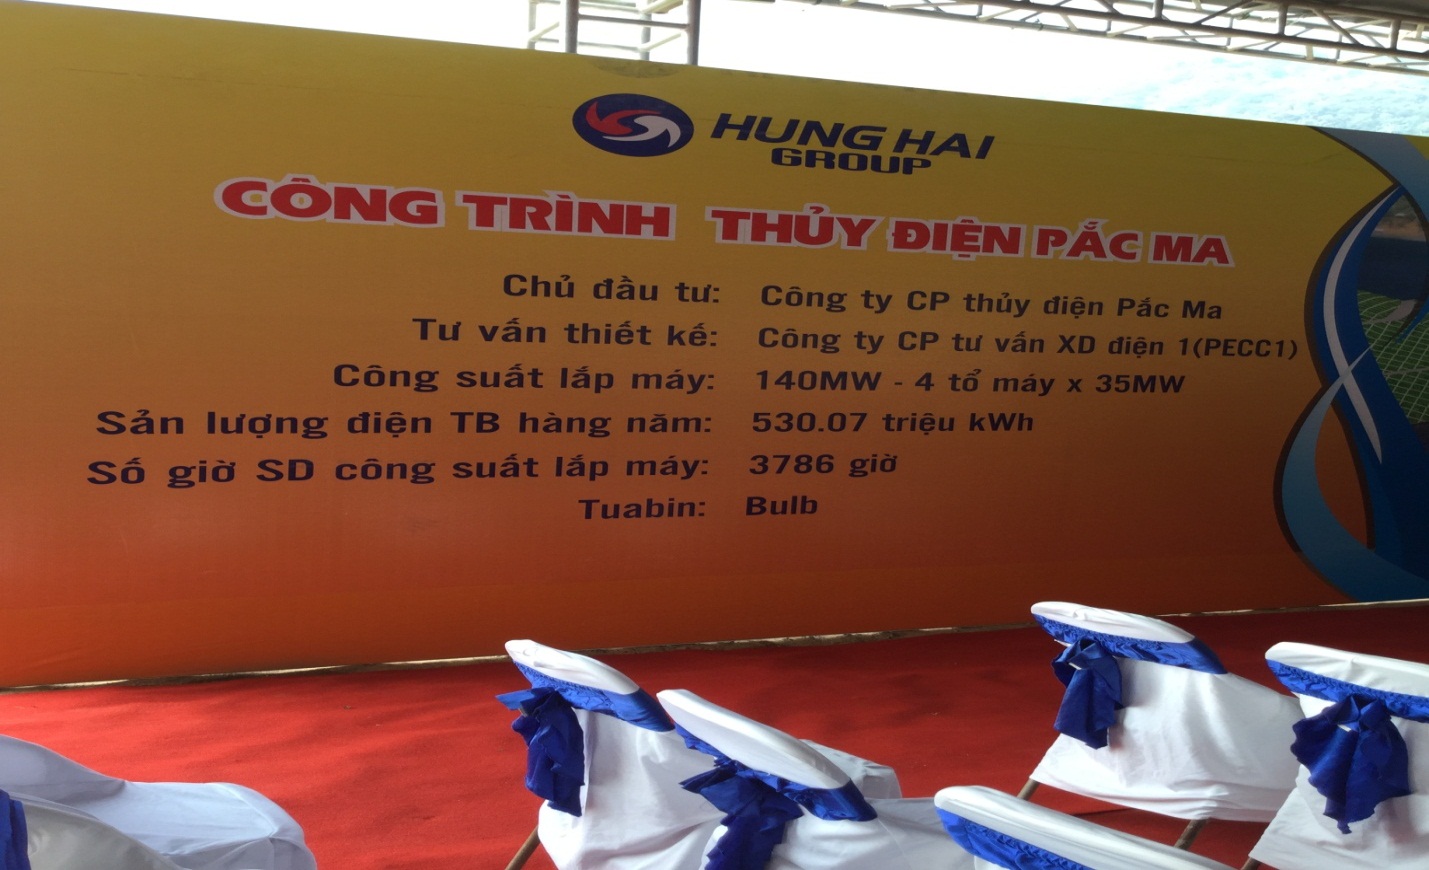 HUNG HAI
GROUP
CÔNG TRÌNH THỦY ĐIỆN PẮC MA
Chủ đầu tư: Công ty CP thủy điện Pắc Ma
Tư vấn thiết kế: Công ty CP tư vấn XD điện 1(PECC1)
Công suất lắp máy: 140MW - 4 tổ máy x 35MW
Sản lượng điện TB hàng năm: 530.07 triệu kWh
Số giờ SD công suất lắp máy: 3786 giờ
Tuabin: Bulb